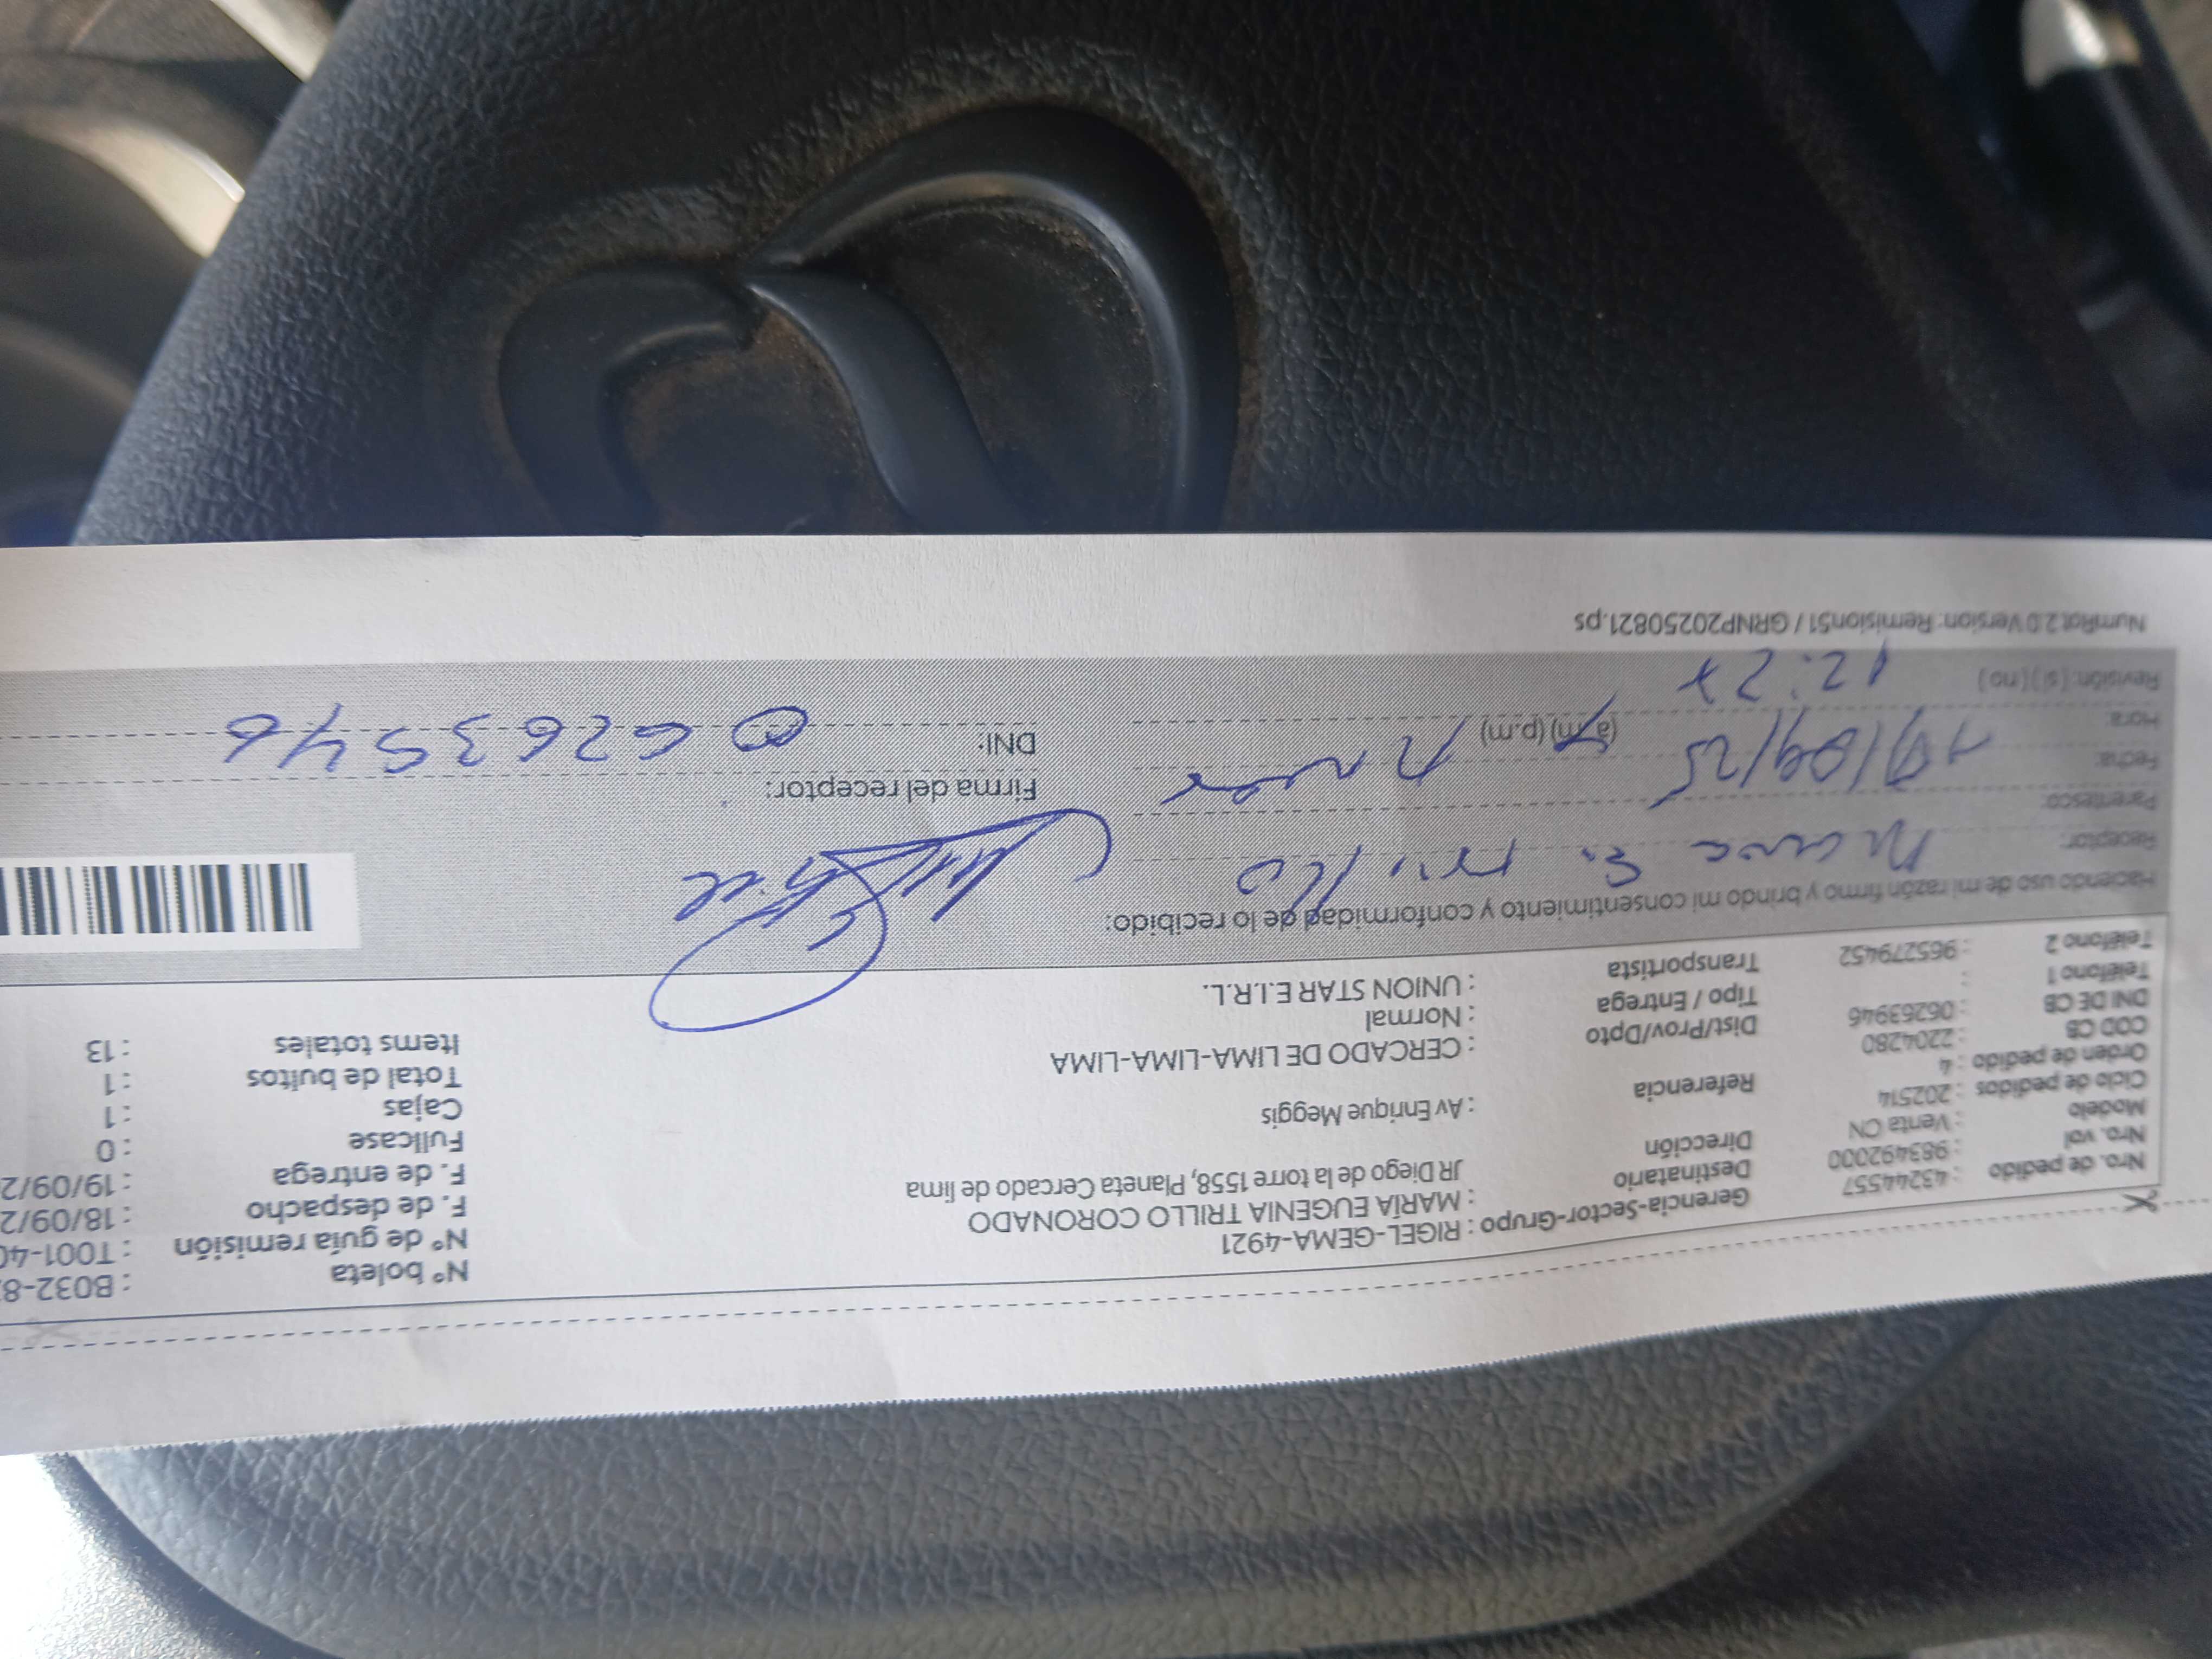 Nº boleta : B032-8
Nº de guía remisión : T001-40
F. de despacho : 18/09/2
F. de entrega : 19/09/2
Fullcase : 0
Cajas : 1
Total de bultos : 1
Items totales : 13
Gerencia-Sector-Grupo : RIGEL-GEMA-4921
Destinatario : MARÍA EUGENIA TRILLO CORONADO
Dirección JR Diego de la torre 1558, Planeta Cercado de lima
Referencia : Av Enrique Meggis
Dist/Prov/Dpto : CERCADO DE LIMA-LIMA-LIMA
Tipo / Entrega : Normal
Transportista : UNION STAR E.I.R.L.
Nro. de pedido : 43244557
Nro. vol : 983492000
Modelo : Venta CN
Ciclo de pedidos : 202514
Orden de pedido : 4
COD CB : 2204280
DNI DE CB : 06263946
Teléfono 1 :
Teléfono 2 : 965279452
Haciendo uso de mi razón firmo y brindo mi consentimiento y conformidad de lo recibido:
Receptor:
Parentesco:
Fecha: 19/09/25
Hora: (a.m) (p.m)
Revisión: (si) (no) 12:27
Firma del receptor:
DNI:
NumRot 2.0 Version: Remision51 / GRNP20250821.ps